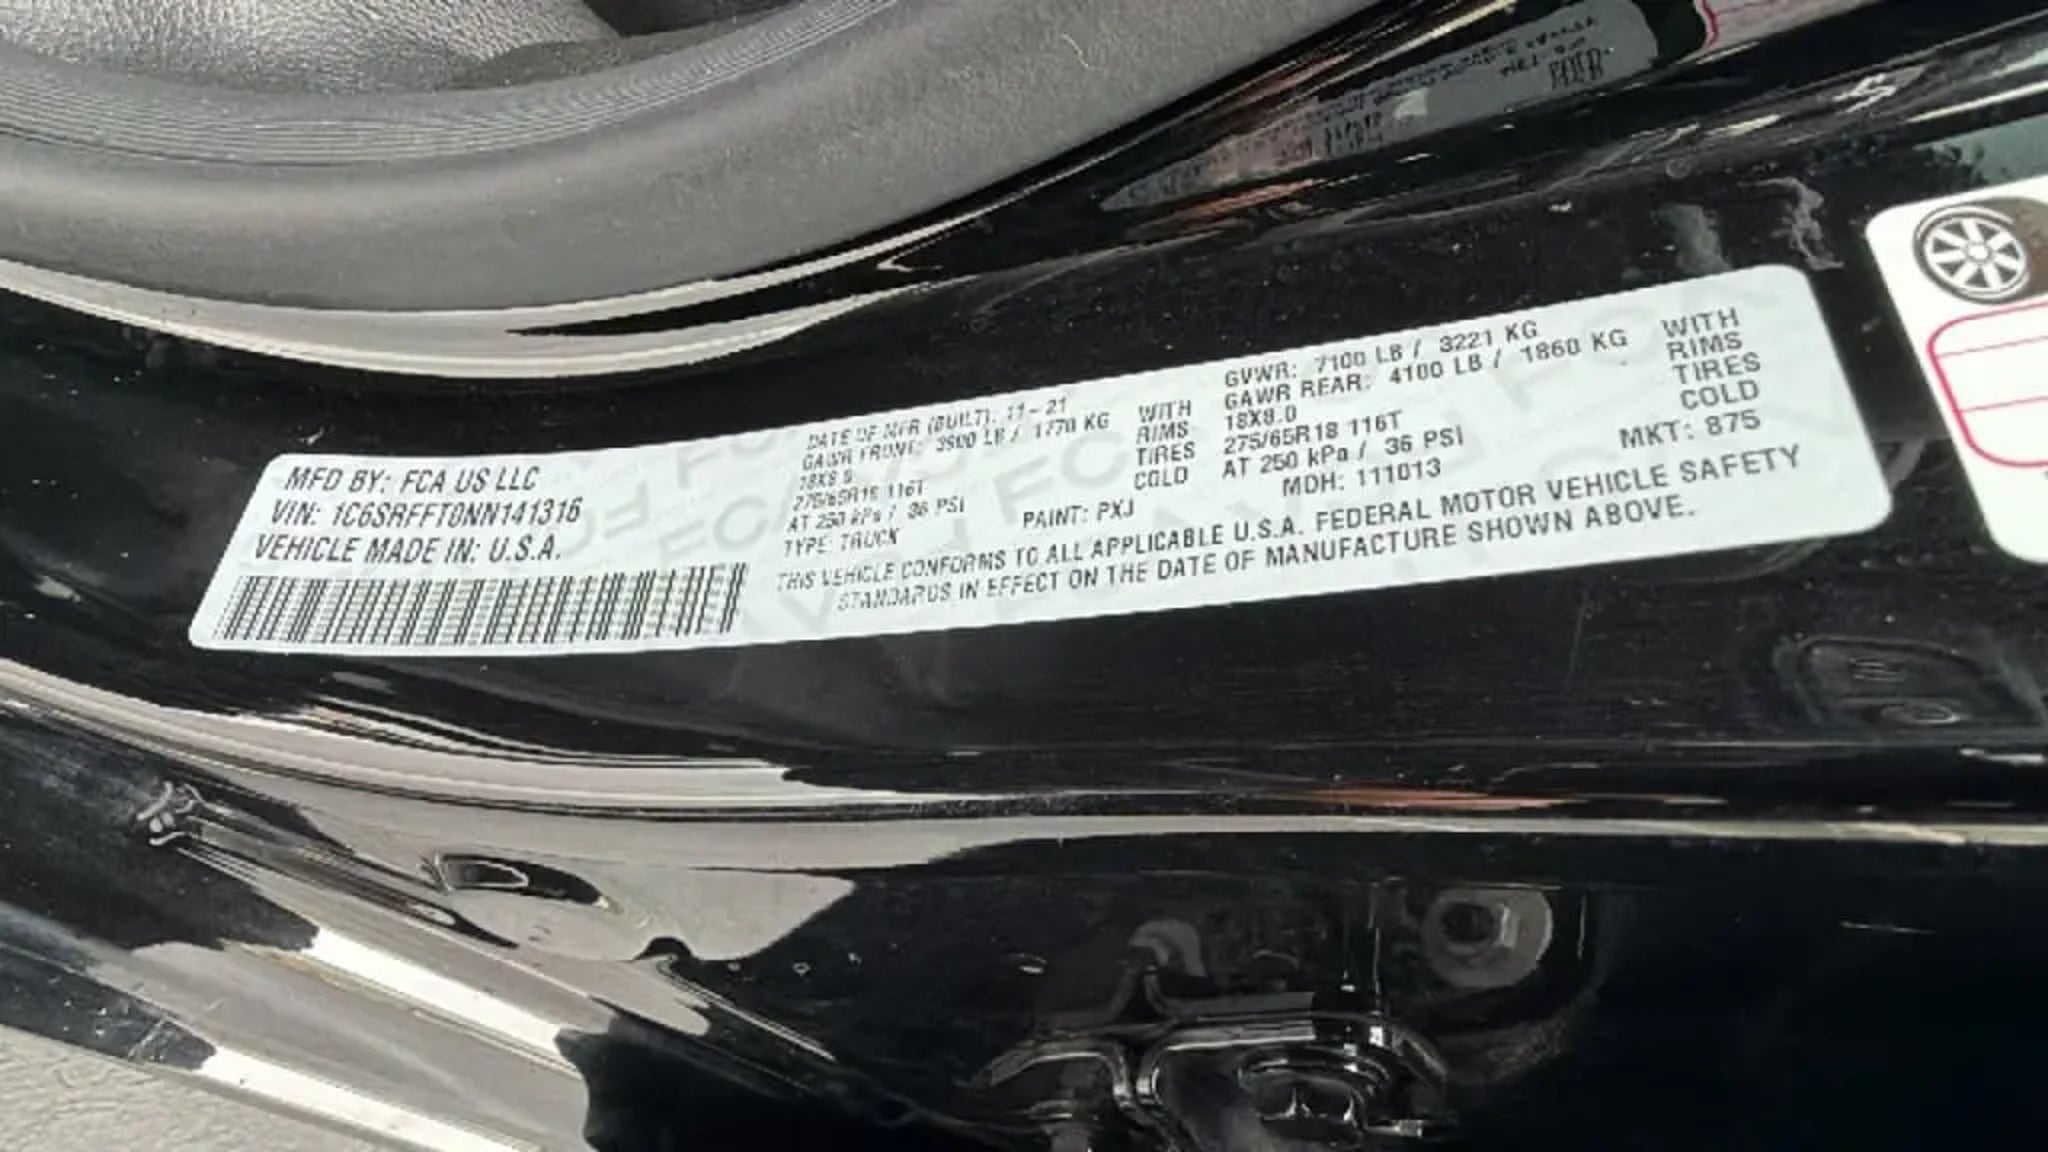 MFD BY: FCA US LLC
VIN: 1C6SRFFT0NN141316
VEHICLE MADE IN: U.S.A.
DATE OF MFR (BUILT): 11-21
GAWR FRONT: 3900 LB / 1770 KG WITH
18X8.0 RIMS
275/65R18 116T TIRES
AT 250 kPa / 36 PSI COLD
TYPE: TRUCK PAINT: PXJ
GVWR: 7100 LB / 3221 KG
GAWR REAR: 4100 LB / 1860 KG WITH
18X8.0 RIMS
275/65R18 116T TIRES
AT 250 kPa / 36 PSI COLD
MDH: 111013 MKT: 875
THIS VEHICLE CONFORMS TO ALL APPLICABLE U.S.A. FEDERAL MOTOR VEHICLE SAFETY
STANDARDS IN EFFECT ON THE DATE OF MANUFACTURE SHOWN ABOVE.